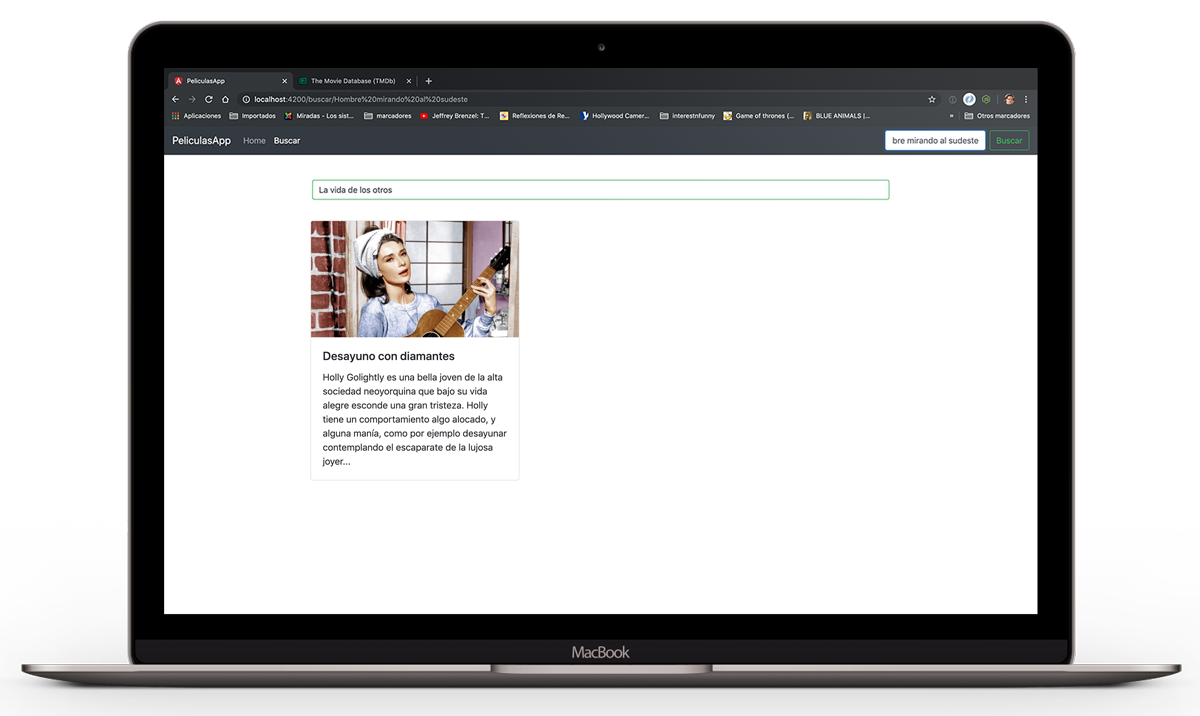 PeliculasApp
The Movie Database (TMDb)
localhost:4200/buscar/Hombre%20mirando%20al%20sudeste
Aplicaciones Importados Miradas - Los sist... marcadores Jeffrey Brenzel: T... Reflexiones de Re... Hollywood Camer... interestnfunny Game of thrones (... BLUE ANIMALS |... » Otros marcadores
PeliculasApp Home Buscar bre mirando al sudeste Buscar
La vida de los otros
Desayuno con diamantes
Holly Golightly es una bella joven de la alta
sociedad neoyorquina que bajo su vida
alegre esconde una gran tristeza. Holly
tiene un comportamiento algo alocado, y
alguna manía, como por ejemplo desayunar
contemplando el escaparate de la lujosa
joyer...
MacBook